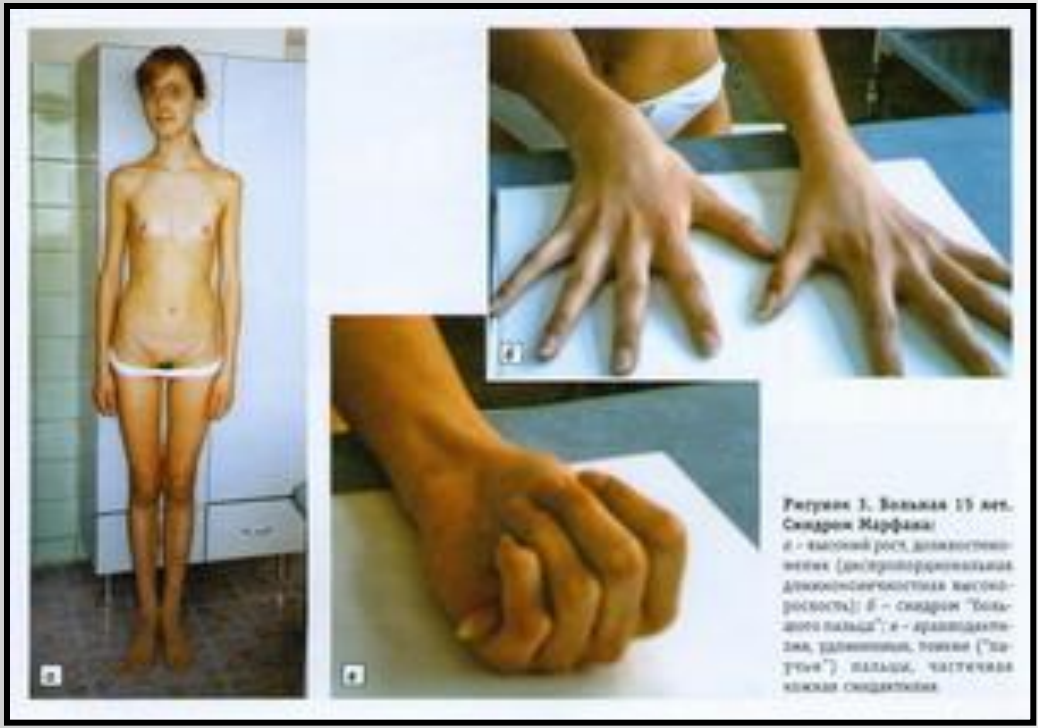 а
б
в
Рисунок 3. Больная 15 лет.
Синдром Марфана:
а – высокий рост, долихостено-
мелия (диспропорциональная
высоко-
рослость); б – синдром "боль-
шого пальца"; в – арахнодакти-
лия, удлиненные, тонкие ("па-
учьи") пальцы, частичная
кожная синдактилия